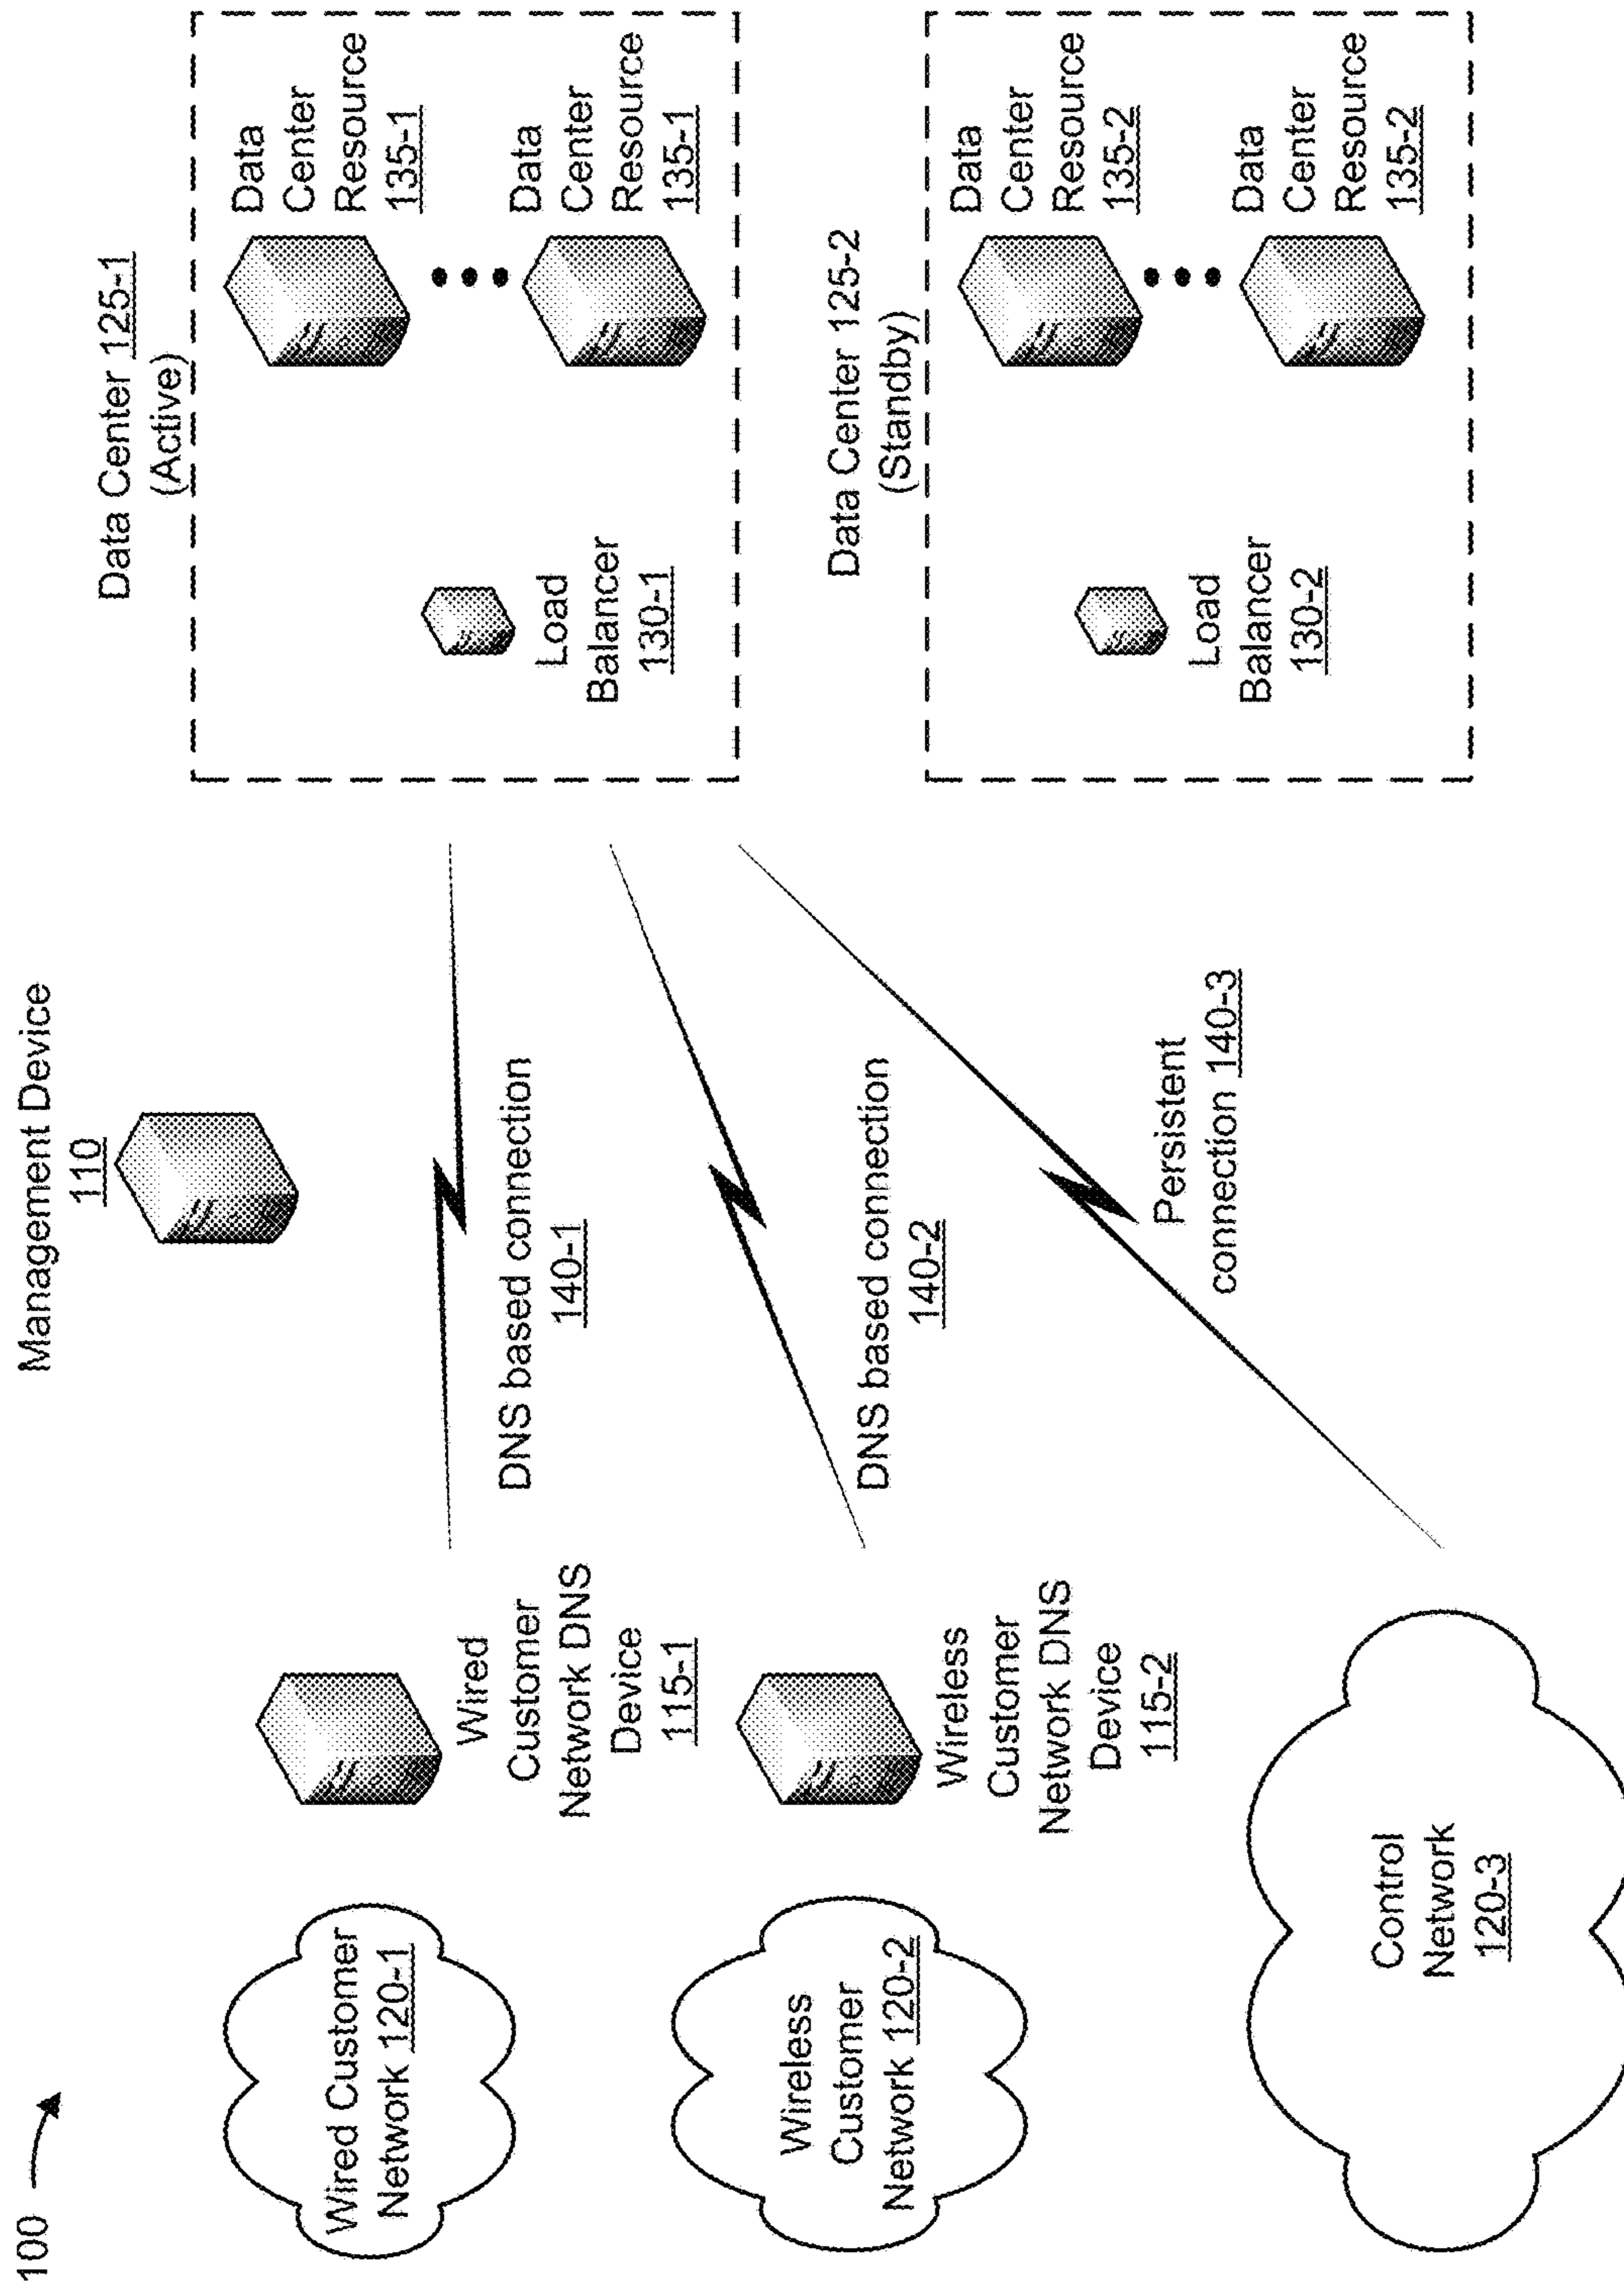 100
Management Device
110
Wired Customer
Network 120-1
Wired
Customer
Network DNS
Device
115-1
DNS based connection
140-1
Data Center 125-1
(Active)
Load
Balancer
130-1
Data
Center
Resource
135-1
Data
Center
Resource
135-1
Wireless
Customer
Network 120-2
Wireless
Customer
Network DNS
Device
115-2
DNS based connection
140-2
Control
Network
120-3
Persistent
connection 140-3
Data Center 125-2
(Standby)
Load
Balancer
130-2
Data
Center
Resource
135-2
Data
Center
Resource
135-2